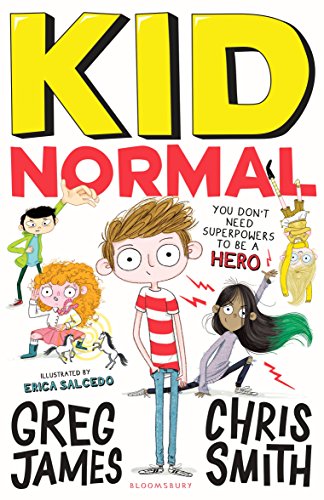 KID
NORMAL
YOU DON'T
NEED
SUPERPOWERS
TO BE A
HERO
ILLUSTRATED BY
ERICA SALCEDO
GREG
JAMES
CHRIS
SMITH
BLOOMSBURY